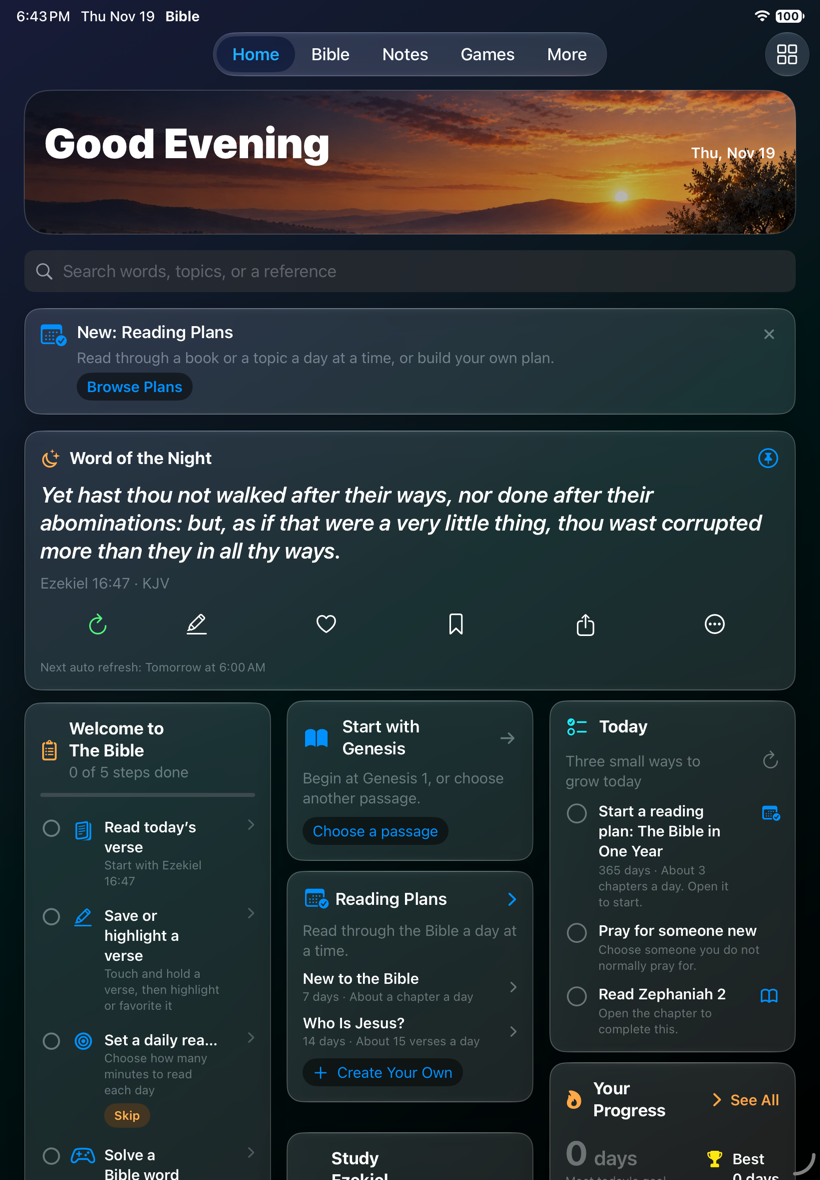 6:43 PM Thu Nov 19 Bible
100
Home Bible Notes Games More
Good Evening
Thu, Nov 19
Search words, topics, or a reference
New: Reading Plans
Read through a book or a topic a day at a time, or build your own plan.
Browse Plans
Word of the Night
Yet hast thou not walked after their ways, nor done after their
abominations: but, as if that were a very little thing, thou wast corrupted
more than they in all thy ways.
Ezekiel 16:47 · KJV
Next auto refresh: Tomorrow at 6:00 AM
Welcome to
The Bible
0 of 5 steps done
Read today's
verse
Start with Ezekiel
16:47
Save or
highlight a
verse
Touch and hold a
verse, then highlight
or favorite it
Set a daily rea...
Choose how many
minutes to read
each day
Skip
Solve a
Bible word
Start with
Genesis
Begin at Genesis 1, or choose
another passage.
Choose a passage
Reading Plans
Read through the Bible a day at
a time.
New to the Bible
7 days · About a chapter a day
Who Is Jesus?
14 days · About 15 verses a day
+ Create Your Own
Study
Ezekiel
Today
Three small ways to
grow today
Start a reading
plan: The Bible in
One Year
365 days · About 3
chapters a day. Open it
to start.
Pray for someone new
Choose someone you do not
normally pray for.
Read Zephaniah 2
Open the chapter to
complete this.
Your
Progress
See All
0 days
Best
0 days